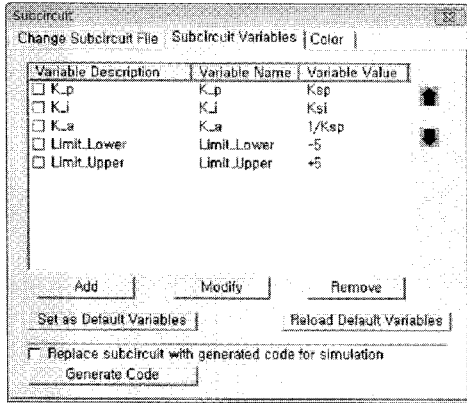 Subcircuit
Change Subcircuit File Subcircuit Variables Color
Variable Description Variable Name Variable Value
K_p K_p Ksp
K_i K_i Ksi
K_a K_a 1/Ksp
Limit_Lower Limit_Lower -5
Limit_Upper Limit_Upper +5
Add Modify Remove
Set as Default Variables Reload Default Variables
Replace subcircuit with generated code for simulation
Generate Code